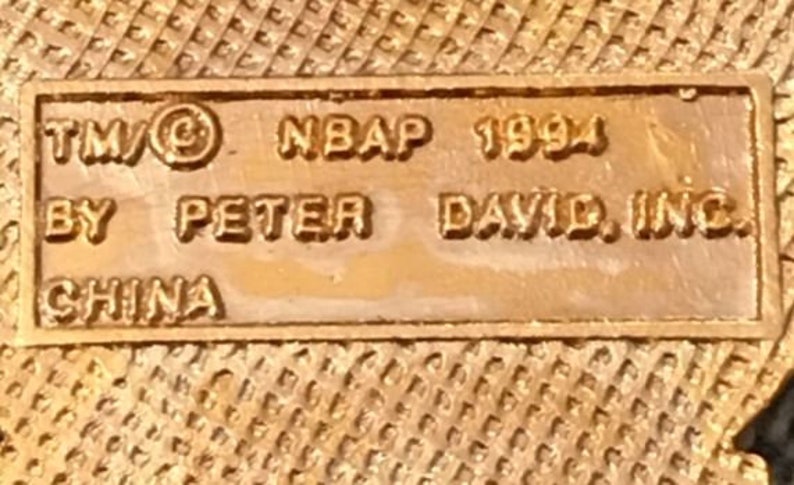 TM/© NBAP 1994
BY PETER DAVID, INC.
CHINA